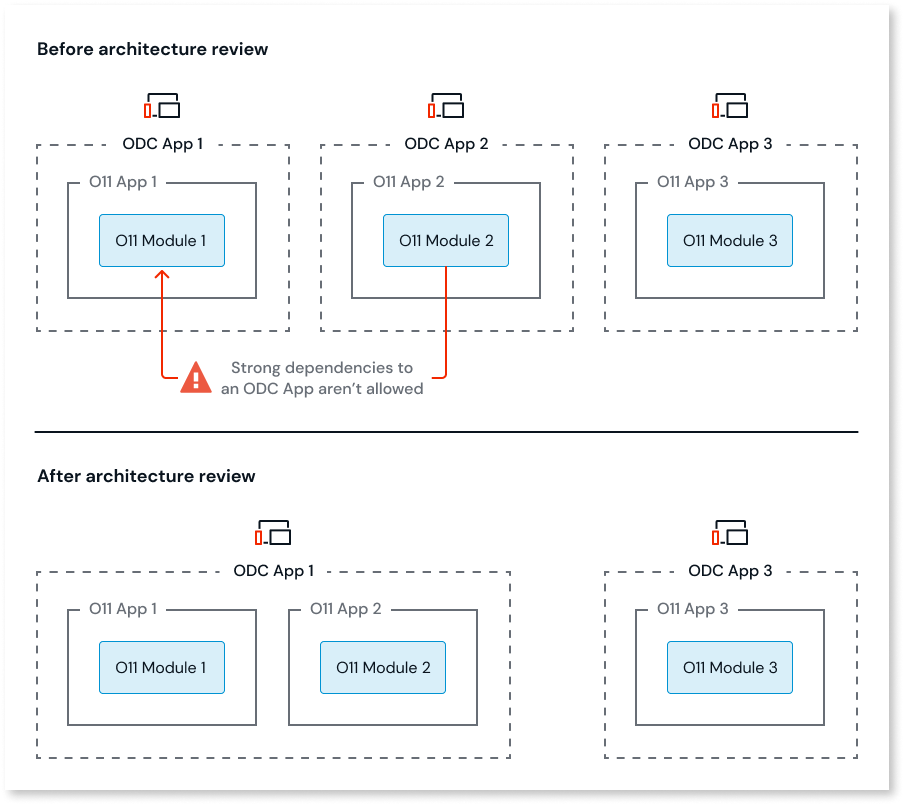 Before architecture review
ODC App 1
ODC App 2
ODC App 3
O11 App 1
O11 App 2
O11 App 3
O11 Module 1
O11 Module 2
O11 Module 3
Strong dependencies to
an ODC App aren’t allowed
After architecture review
ODC App 1
ODC App 3
O11 App 1
O11 App 2
O11 App 3
O11 Module 1
O11 Module 2
O11 Module 3